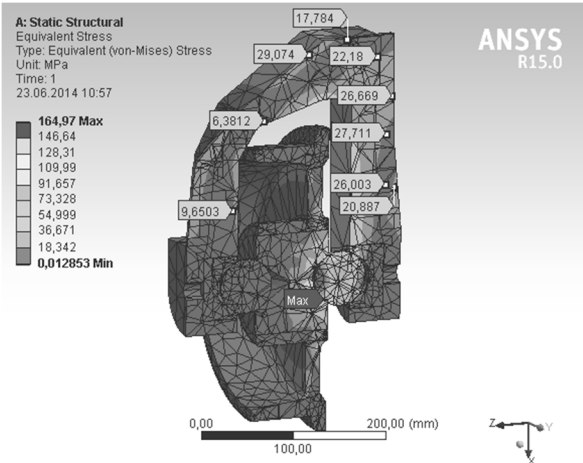 A: Static Structural
Equivalent Stress
Type: Equivalent (von-Mises) Stress
Unit: MPa
Time: 1
23.06.2014 10:57
ANSYS
R15.0
164,97 Max
146,64
128,31
109,99
91,657
73,328
54,999
36,671
18,342
0,012853 Min
17,784
29,074
22,18
26,669
6,3812
27,711
26,003
9,6503
20,887
Max
0,00
200,00 (mm)
100,00
Z
Y
X